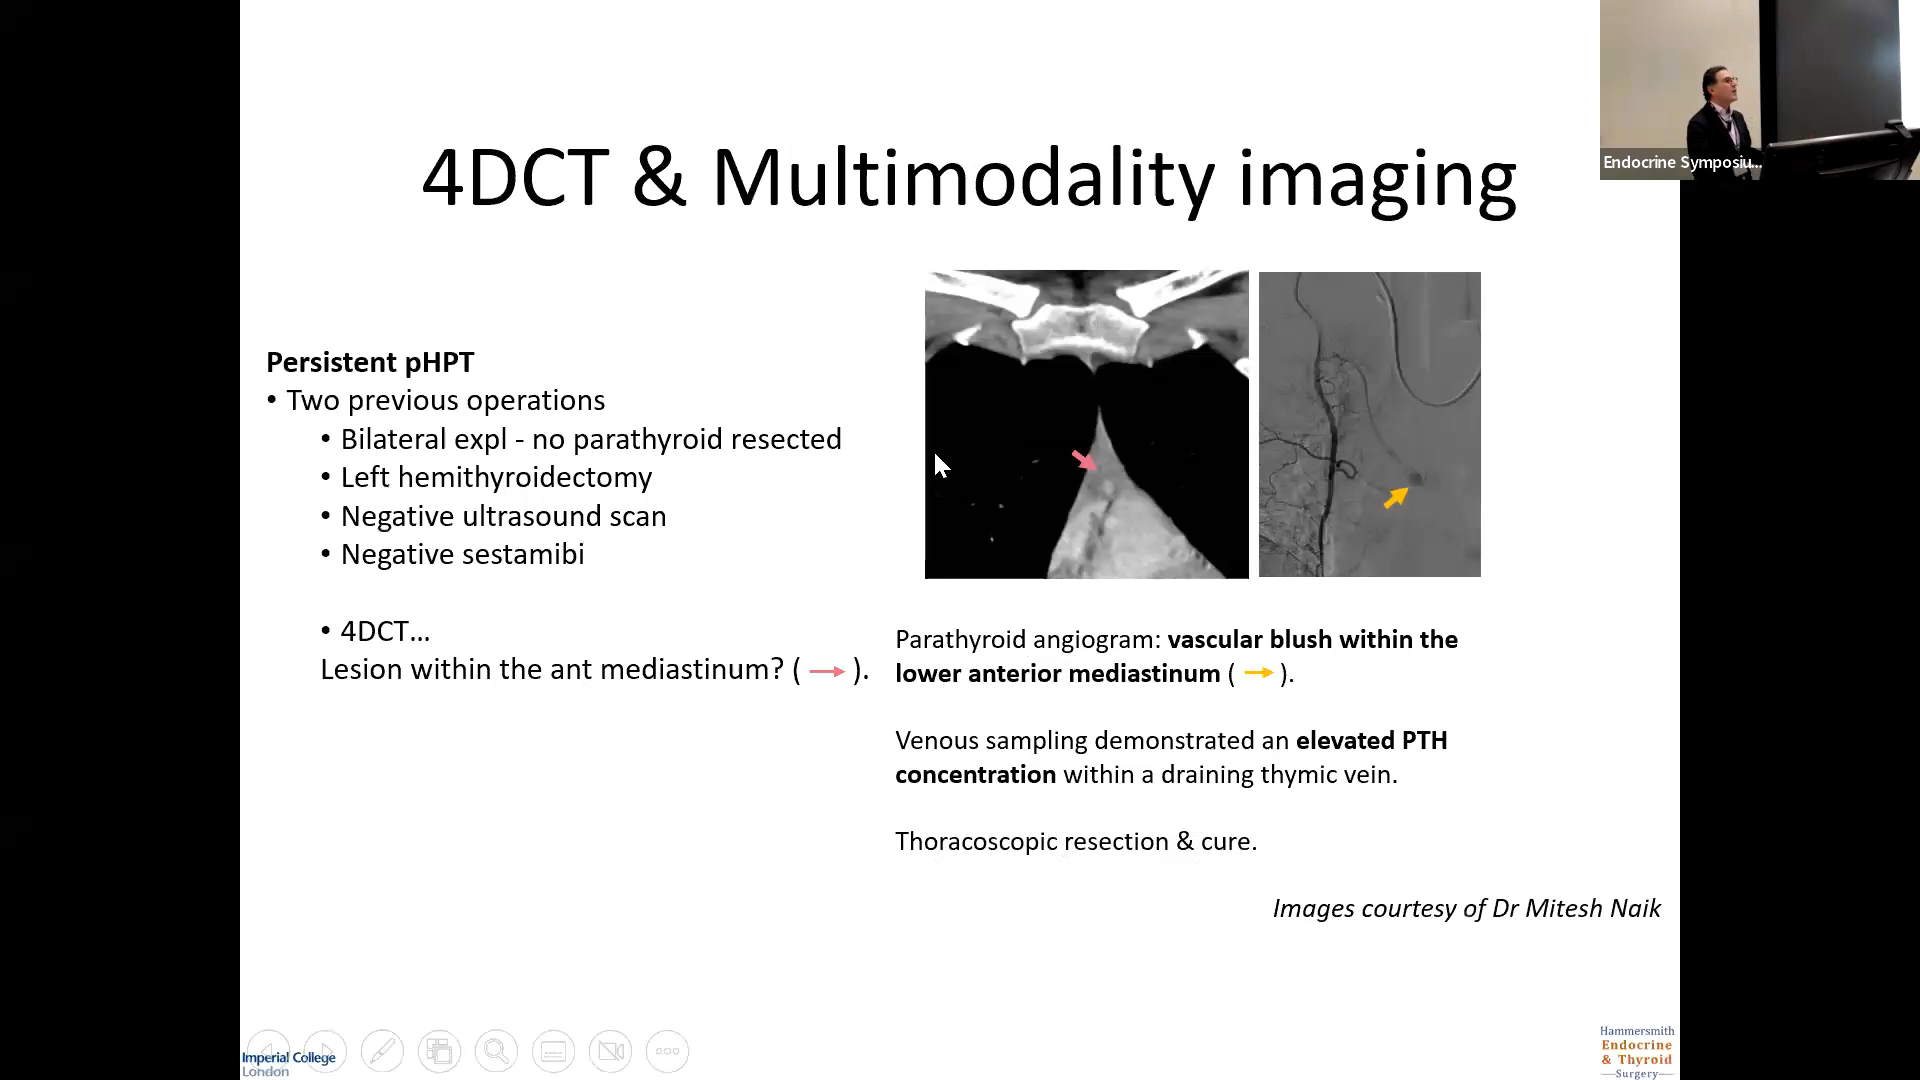 Endocrine Symposiu...
4DCT & Multimodality imaging
Persistent pHPT
• Two previous operations
• Bilateral expl - no parathyroid resected
• Left hemithyroidectomy
• Negative ultrasound scan
• Negative sestamibi
• 4DCT...
Lesion within the ant mediastinum? ( → ).
Parathyroid angiogram: vascular blush within the
lower anterior mediastinum ( → ).
Venous sampling demonstrated an elevated PTH
concentration within a draining thymic vein.
Thoracoscopic resection & cure.
Images courtesy of Dr Mitesh Naik
Imperial College
London
Hammersmith
Endocrine
& Thyroid
Surgery